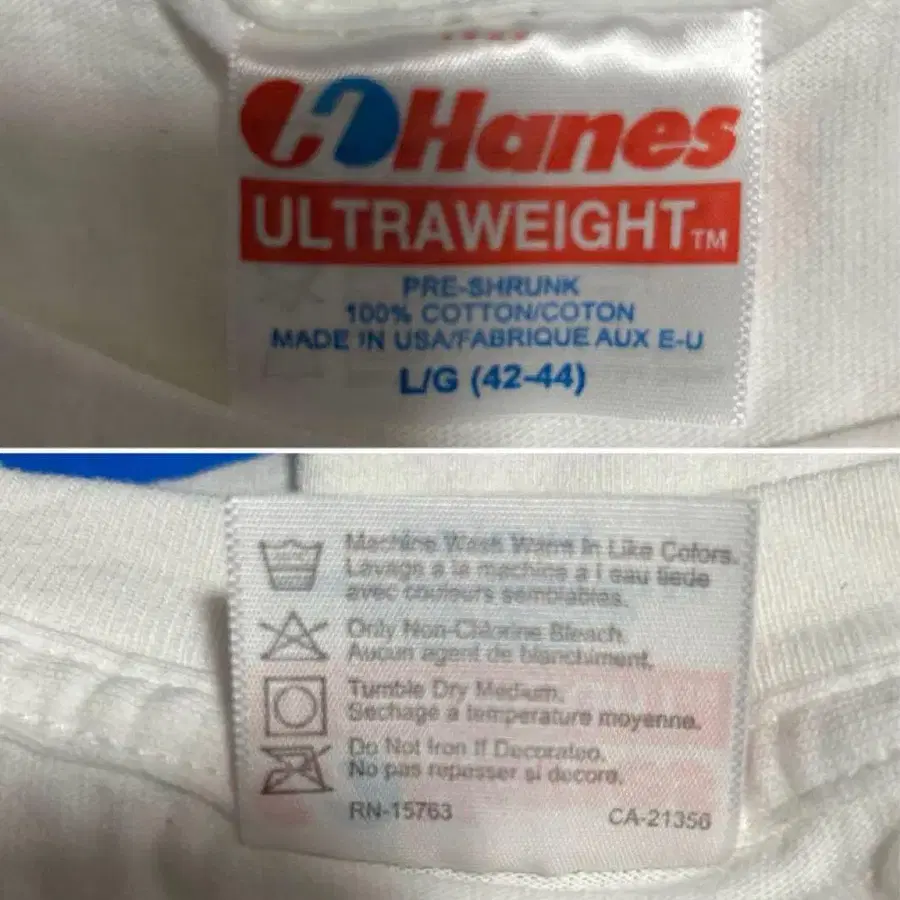 Hanes
ULTRAWEIGHT™
PRE-SHRUNK
100% COTTON/COTON
MADE IN USA/FABRIQUE AUX E-U
L/G (42-44)
Machine Wash Warm In Like Colors.
Lavage a la machine a l eau tiede
avec couleurs semblables.
Only Non-Chlorine Bleach.
Aucun agent de blanchiment.
Tumble Dry Medium.
Sechage a temperature moyenne.
Do Not Iron If Decorated.
No pas repasser si decore.
RN-15763
CA-21356